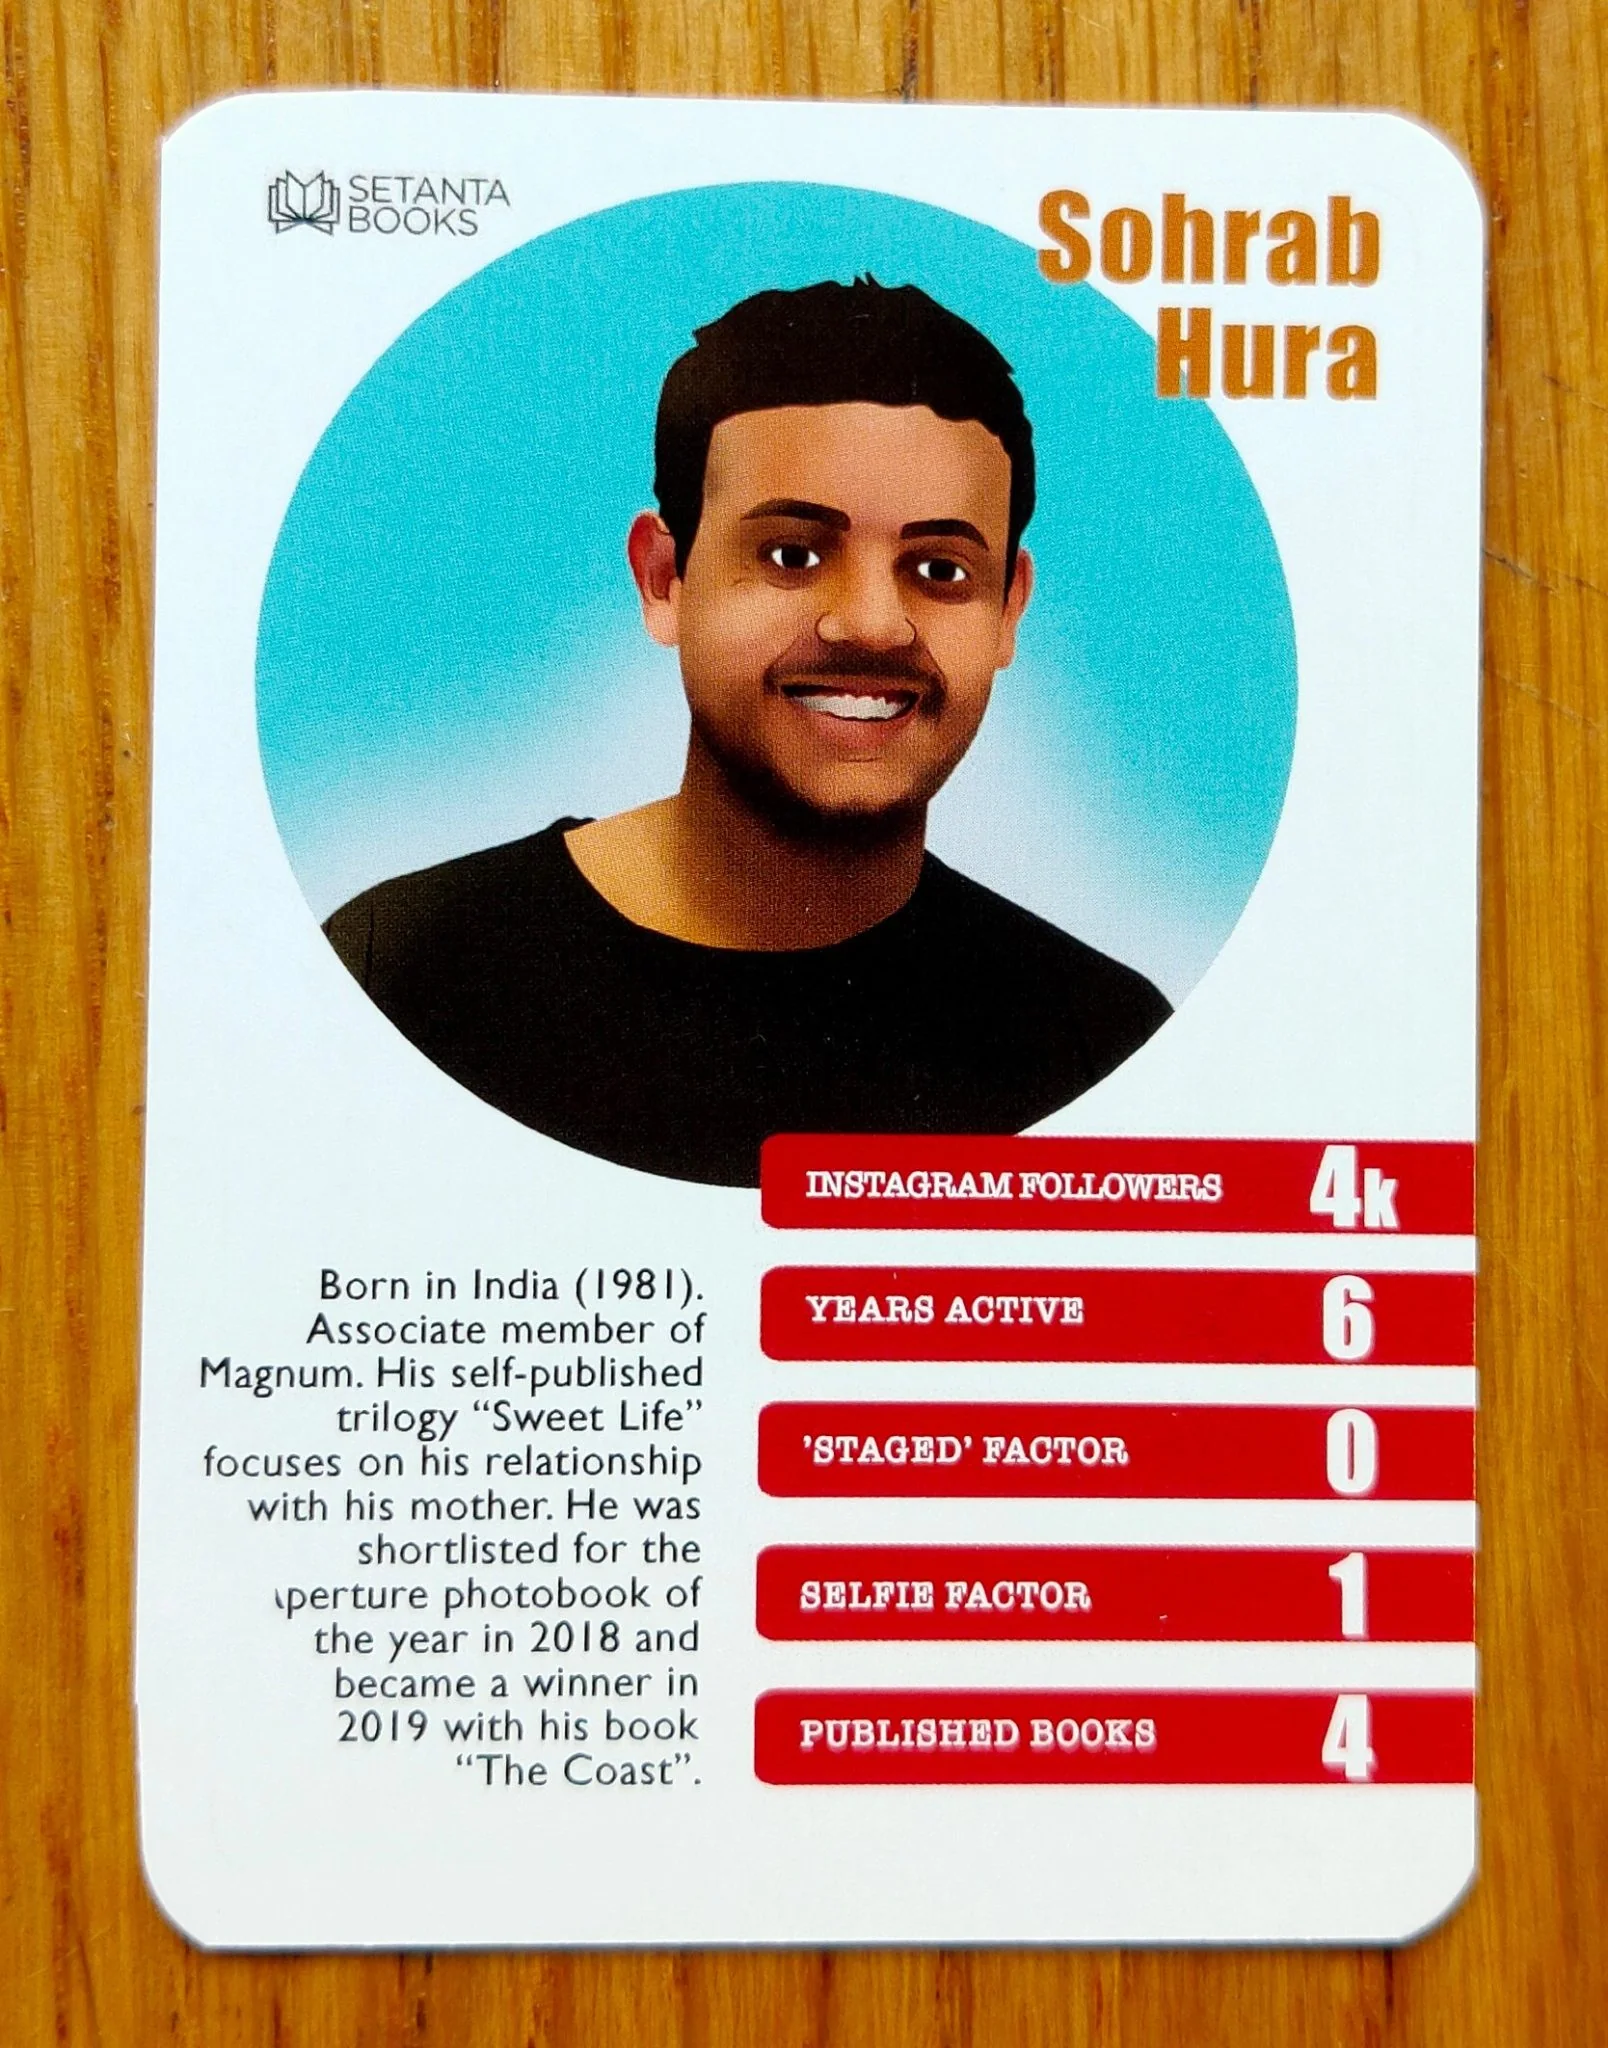 SETANTA
BOOKS
Sohrab
Hura
INSTAGRAM FOLLOWERS 4k
YEARS ACTIVE 6
'STAGED' FACTOR 0
SELFIE FACTOR 1
PUBLISHED BOOKS 4
Born in India (1981).
Associate member of
Magnum. His self-published
trilogy “Sweet Life”
focuses on his relationship
with his mother. He was
shortlisted for the
perture photobook of
the year in 2018 and
became a winner in
2019 with his book
“The Coast”.